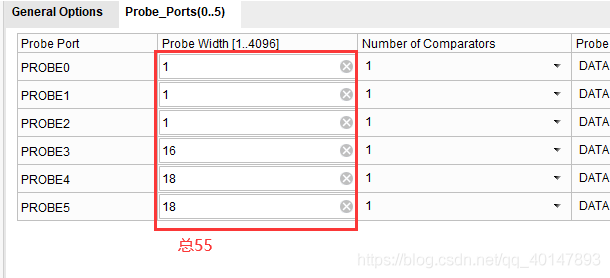 General Options Probe_Ports(0..5)
Probe Port Probe Width [1..4096] Number of Comparators Probe
PROBE0 1 1 DATA
PROBE1 1 1 DATA
PROBE2 1 1 DATA
PROBE3 16 1 DATA
PROBE4 18 1 DATA
PROBE5 18 1 DATA
总55
https://blog.csdn.net/qq_40147893